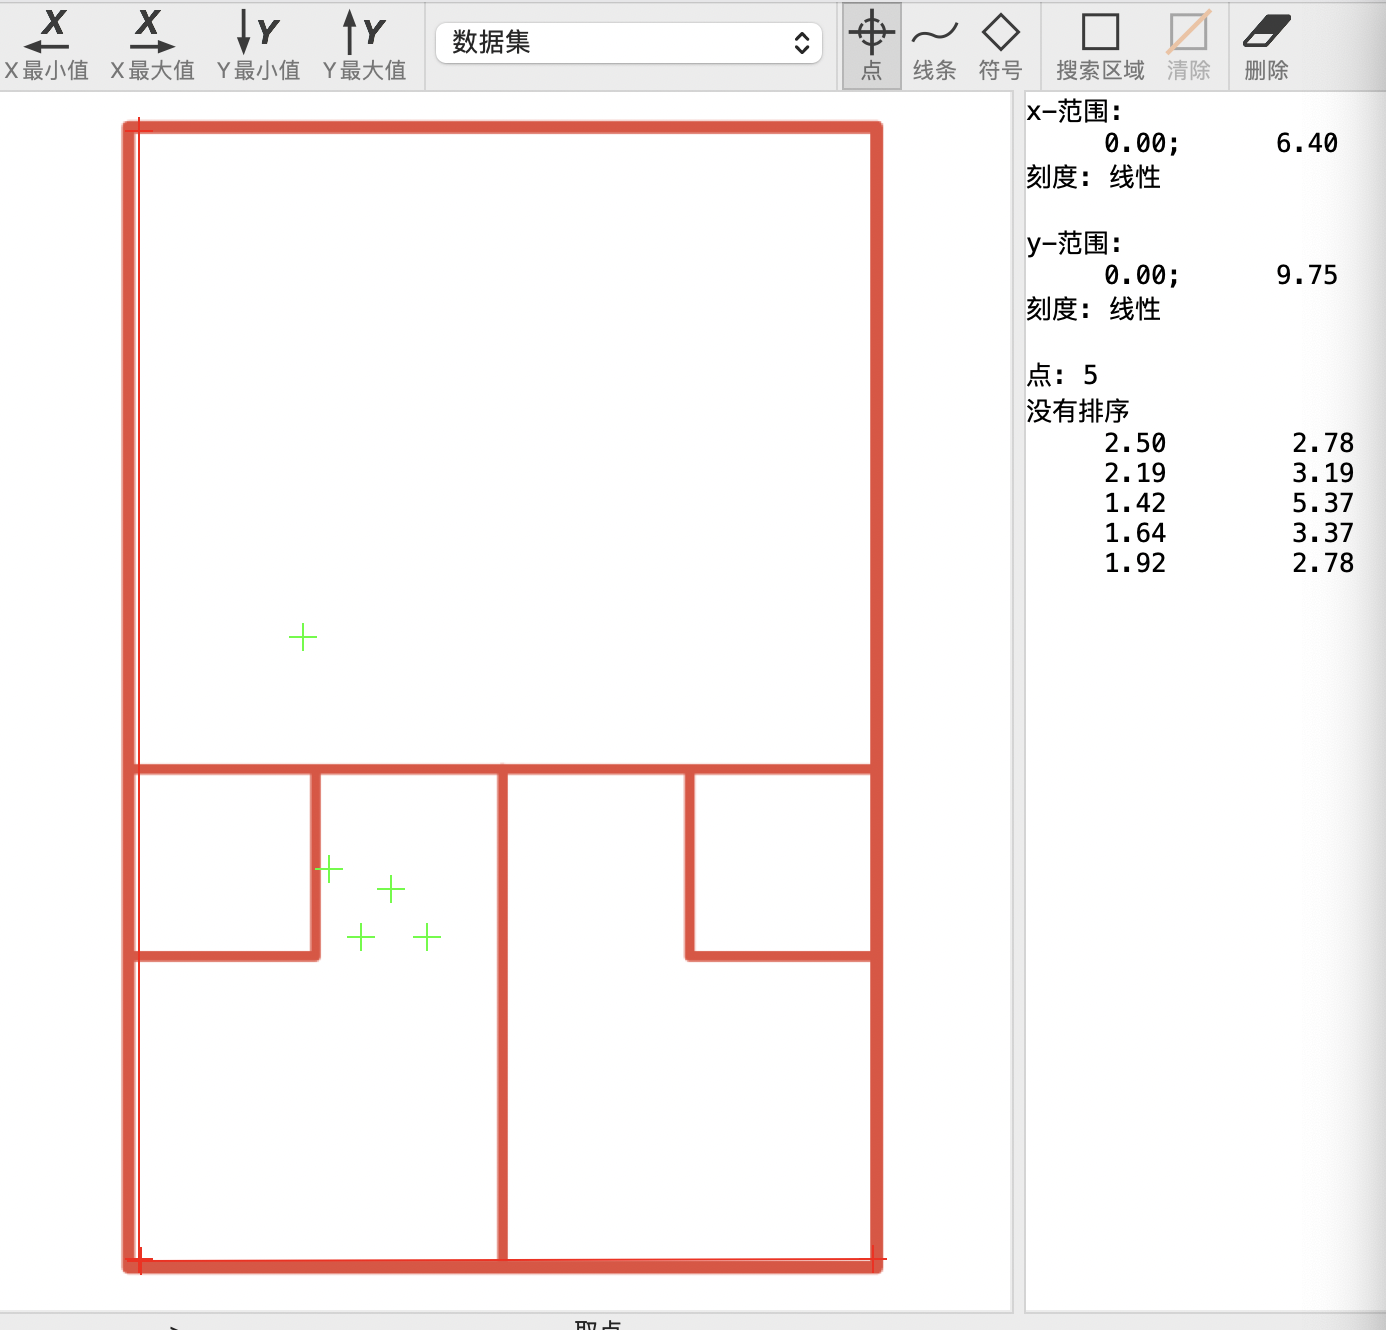 X X Y Y
X最小值 X最大值 Y最小值 Y最大值 数据集 点 线条 符号 搜索区域 清除 删除
x-范围:
0.00; 6.40
刻度: 线性
y-范围:
0.00; 9.75
刻度: 线性
点: 5
没有排序
2.50 2.78
2.19 3.19
1.42 5.37
1.64 3.37
1.92 2.78
取点